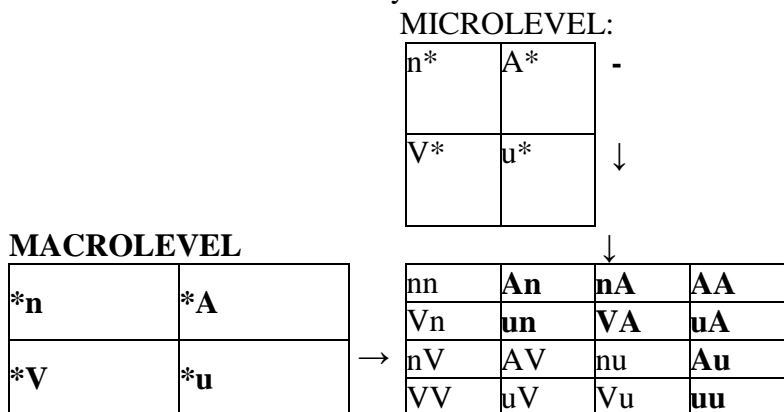 MICROLEVEL:
n* A* -
V* u* ↓
MACROLEVEL ↓
*n *A
*V *u
→
nn An nA AA
Vn un VA uA
nV AV nu Au
VV uV Vu uu